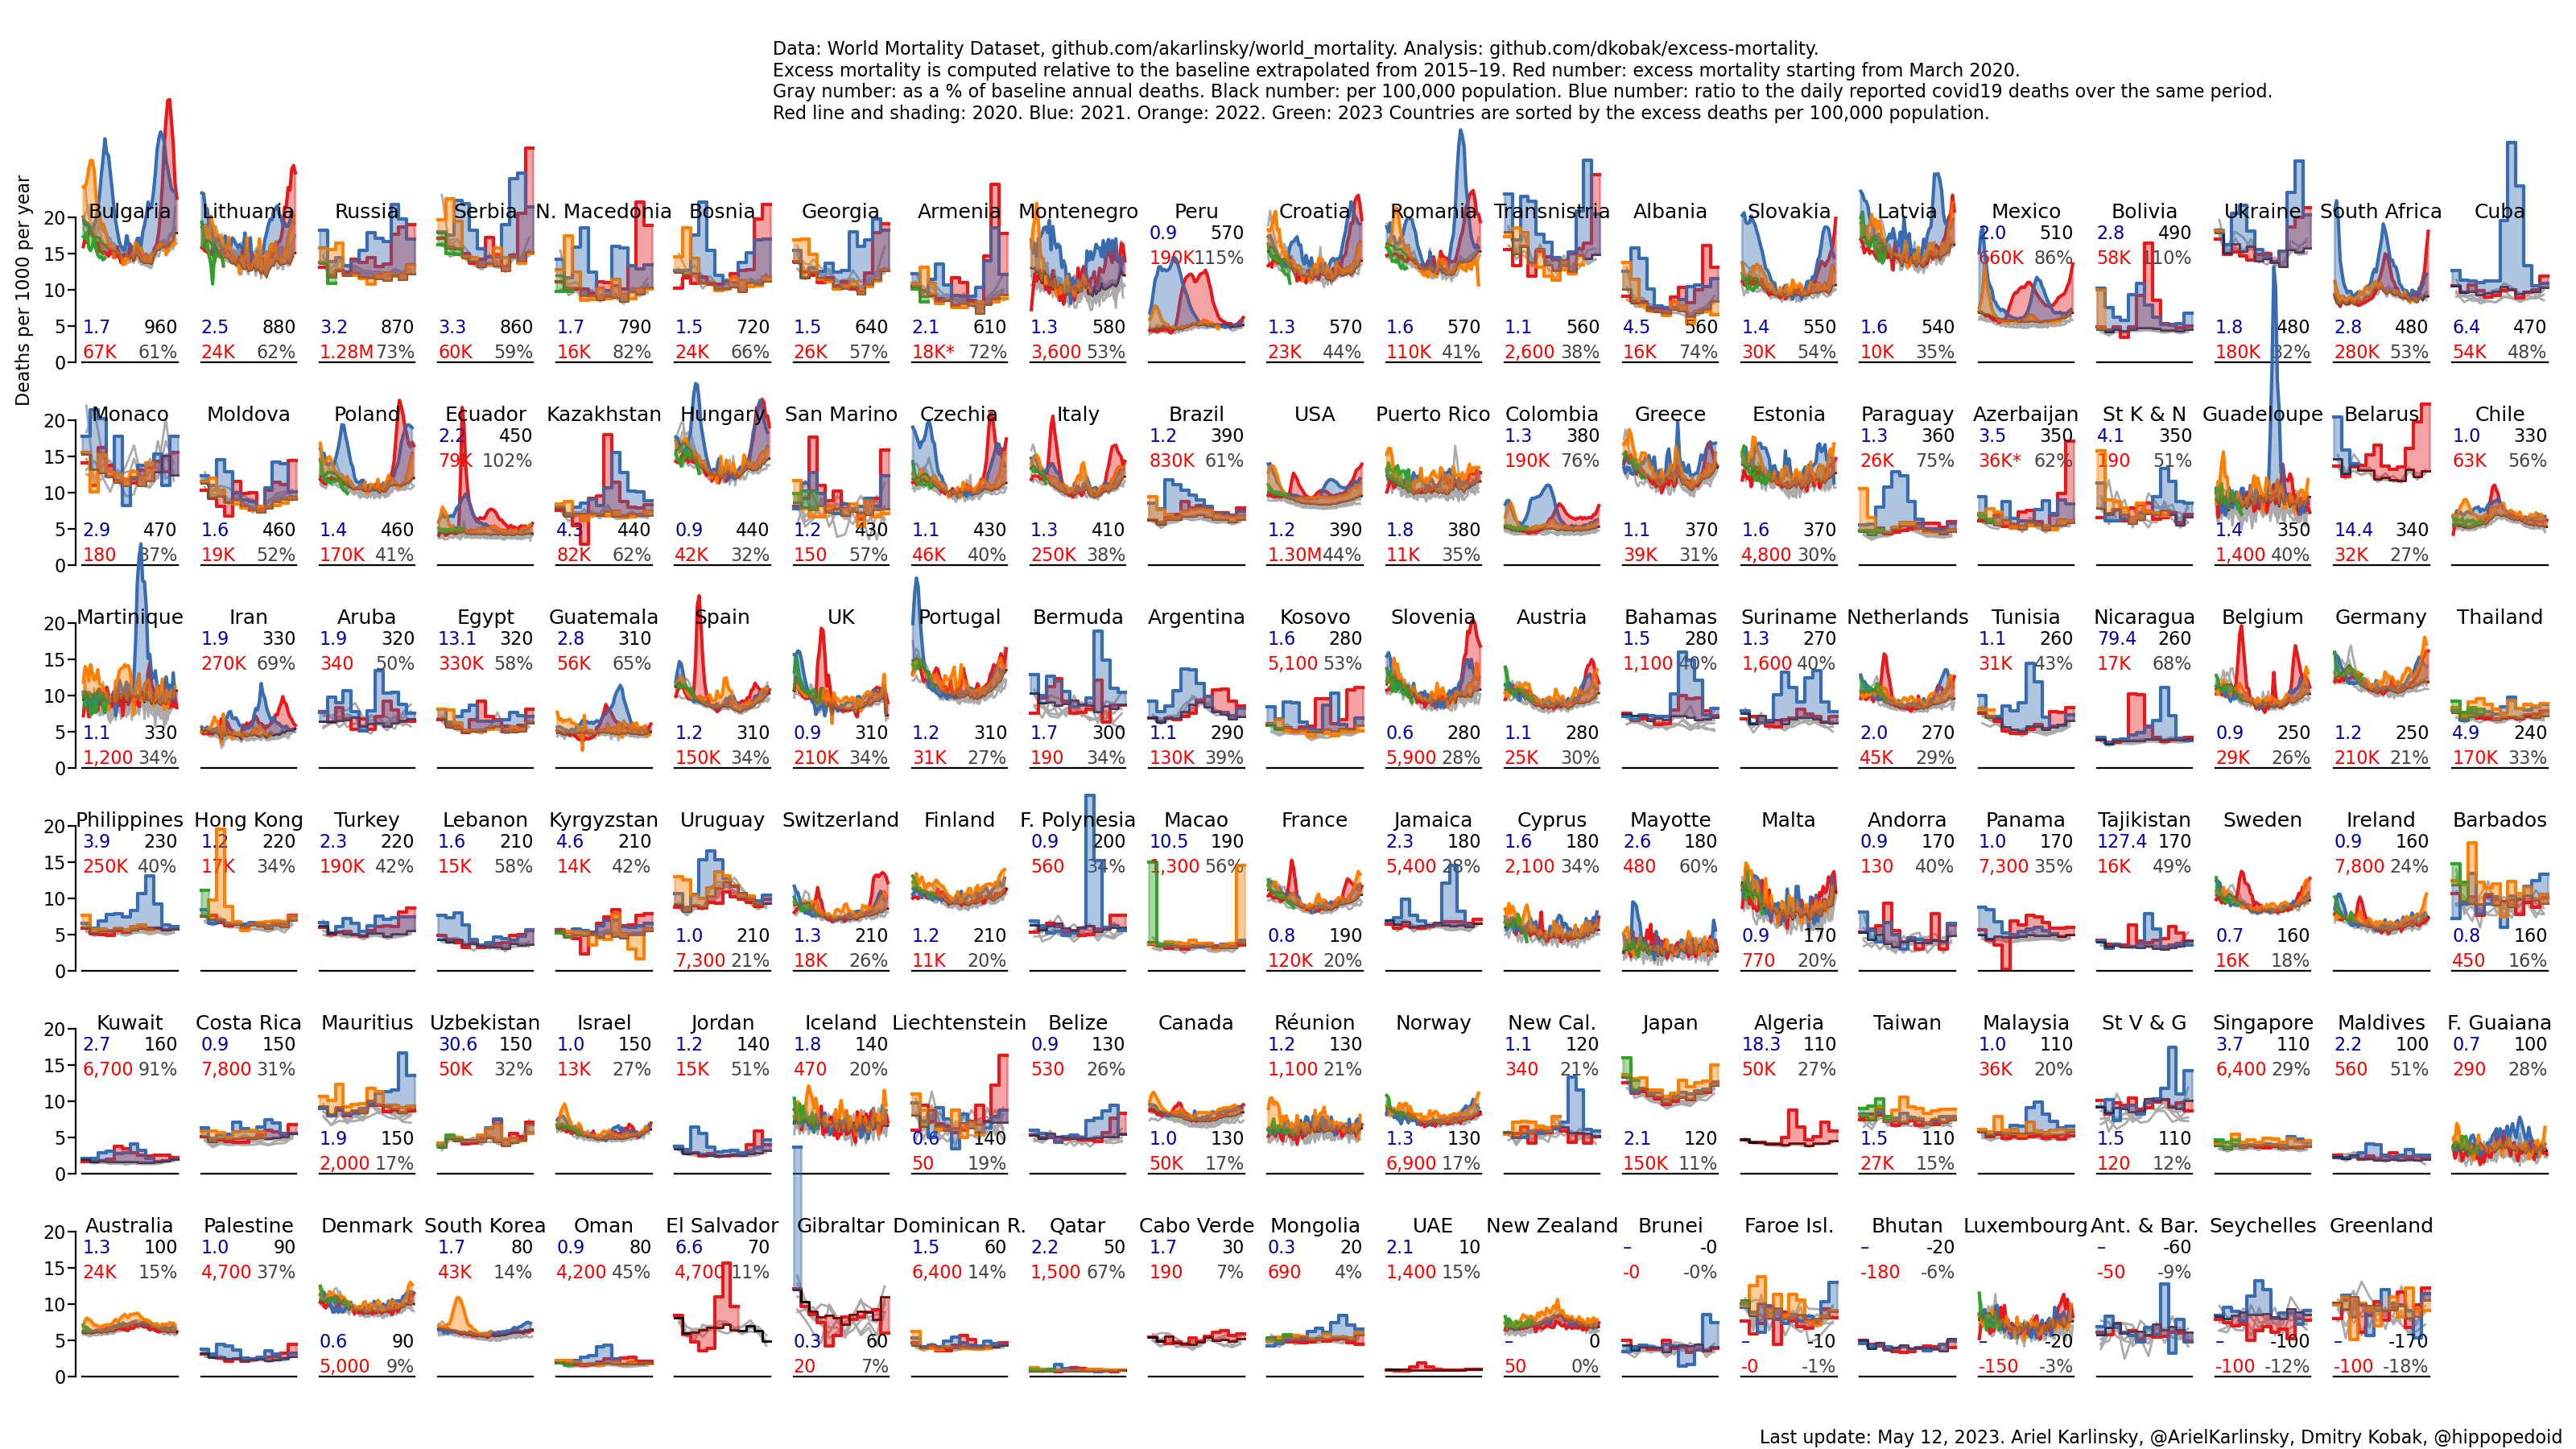 Data: World Mortality Dataset, github.com/akarlinsky/world_mortality. Analysis: github.com/dkobak/excess-mortality.
Excess mortality is computed relative to the baseline extrapolated from 2015–19. Red number: excess mortality starting from March 2020.
Gray number: as a % of baseline annual deaths. Black number: per 100,000 population. Blue number: ratio to the daily reported covid19 deaths over the same period.
Red line and shading: 2020. Blue: 2021. Orange: 2022. Green: 2023 Countries are sorted by the excess deaths per 100,000 population.
Deaths per 1000 per year
Bulgaria Lithuania Russia Serbia N. Macedonia Bosnia Georgia Armenia Montenegro Peru Croatia Romania Transnistria Albania Slovakia Latvia Mexico Bolivia Ukraine South Africa Cuba
20
0.9 570 2.0 510 2.8 490
190K 115% 660K 86% 58K 110%
15
10
5
1.7 960 2.5 880 3.2 870 3.3 860 1.7 790 1.5 720 1.5 640 2.1 610 1.3 580 1.3 570 1.6 570 1.1 560 4.5 560 1.4 550 1.6 540 1.8 480 2.8 480 6.4 470
67K 61% 24K 62% 1.28M 73% 60K 59% 16K 82% 24K 66% 26K 57% 18K* 72% 3,600 53% 23K 44% 110K 41% 2,600 38% 16K 74% 30K 54% 10K 35% 180K 32% 280K 53% 54K 48%
0
Monaco Moldova Poland Ecuador Kazakhstan Hungary San Marino Czechia Italy Brazil USA Puerto Rico Colombia Greece Estonia Paraguay Azerbaijan St K & N Guadeloupe Belarus Chile
20
2.2 450 1.2 390 1.3 380 1.3 360 3.5 350 4.1 350 1.0 330
79K 102% 830K 61% 190K 76% 26K 75% 36K* 62% 190 51% 63K 56%
15
10
5
2.9 470 1.6 460 1.4 460 4.3 440 0.9 440 1.2 430 1.1 430 1.3 410 1.2 390 1.8 380 1.1 370 1.6 370 1.4 350 14.4 340
180 37% 19K 52% 170K 41% 82K 62% 42K 32% 150 57% 46K 40% 250K 38% 1.30M 44% 11K 35% 39K 31% 4,800 30% 1,400 40% 32K 27%
0
Martinique Iran Aruba Egypt Guatemala Spain UK Portugal Bermuda Argentina Kosovo Slovenia Austria Bahamas Suriname Netherlands Tunisia Nicaragua Belgium Germany Thailand
20
1.9 330 1.9 320 13.1 320 2.8 310 1.6 280 1.5 280 1.3 270 1.1 260 79.4 260
270K 69% 340 50% 330K 58% 56K 65% 5,100 53% 1,100 40% 1,600 40% 31K 43% 17K 68%
15
10
5
1.1 330 1.2 310 0.9 310 1.2 310 1.7 300 1.1 290 0.6 280 1.1 280 2.0 270 0.9 250 1.2 250 4.9 240
1,200 34% 150K 34% 210K 34% 31K 27% 190 34% 130K 39% 5,900 28% 25K 30% 45K 29% 29K 26% 210K 21% 170K 33%
0
Philippines Hong Kong Turkey Lebanon Kyrgyzstan Uruguay Switzerland Finland F. Polynesia Macao France Jamaica Cyprus Mayotte Malta Andorra Panama Tajikistan Sweden Ireland Barbados
20
3.9 230 1.2 220 2.3 220 1.6 210 4.6 210 0.9 200 10.5 190 2.3 180 1.6 180 2.6 180 0.9 170 1.0 170 127.4 170 0.9 160
250K 40% 17K 34% 190K 42% 15K 58% 14K 42% 560 34% 1,300 56% 5,400 28% 2,100 34% 480 60% 130 40% 7,300 35% 16K 49% 7,800 24%
15
10
5
1.0 210 1.3 210 1.2 210 0.8 190 0.9 170 0.7 160 0.8 160
7,300 21% 18K 26% 11K 20% 120K 20% 770 20% 16K 18% 450 16%
0
Kuwait Costa Rica Mauritius Uzbekistan Israel Jordan Iceland Liechtenstein Belize Canada Réunion Norway New Cal. Japan Algeria Taiwan Malaysia St V & G Singapore Maldives F. Guaiana
20
2.7 160 0.9 150 30.6 150 1.0 150 1.2 140 1.8 140 0.9 130 1.2 130 1.1 120 18.3 110 1.0 110 3.7 110 2.2 100 0.7 100
6,700 91% 7,800 31% 50K 32% 13K 27% 15K 51% 470 20% 530 26% 1,100 21% 340 21% 50K 27% 36K 20% 6,400 29% 560 51% 290 28%
15
10
5
1.9 150 0.6 140 1.0 130 1.3 130 2.1 120 1.5 110 1.5 110
2,000 17% 50 19% 50K 17% 6,900 17% 150K 11% 27K 15% 120 12%
0
Australia Palestine Denmark South Korea Oman El Salvador Gibraltar Dominican R. Qatar Cabo Verde Mongolia UAE New Zealand Brunei Faroe Isl. Bhutan Luxembourg Ant. & Bar. Seychelles Greenland
20
1.3 100 1.0 90 1.7 80 0.9 80 6.6 70 1.5 60 2.2 50 1.7 30 0.3 20 2.1 10 – -0 – -20 – -60
24K 15% 4,700 37% 43K 14% 4,200 45% 4,700 11% 6,400 14% 1,500 67% 190 7% 690 4% 1,400 15% -0 -0% -180 -6% -50 -9%
15
10
5
0.6 90 0.3 60 – 0 – -10 – -20 – -100 – -170
5,000 9% 20 7% 50 0% -0 -1% -150 -3% -100 -12% -100 -18%
0
Last update: May 12, 2023. Ariel Karlinsky, @ArielKarlinsky, Dmitry Kobak, @hippopedoid